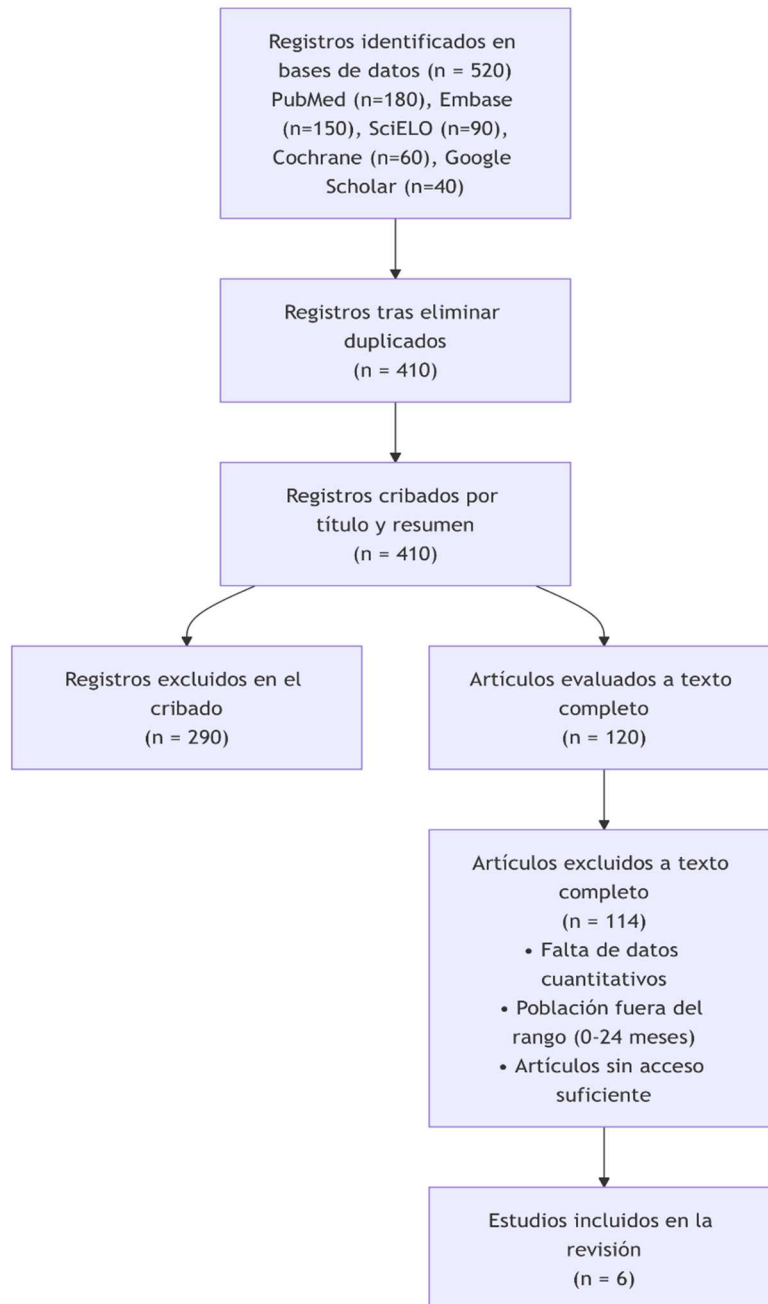 Registros identificados en
bases de datos (n = 520)
PubMed (n=180), Embase
(n=150), SciELO (n=90),
Cochrane (n=60), Google
Scholar (n=40)
Registros tras eliminar
duplicados
(n = 410)
Registros cribados por
título y resumen
(n = 410)
Registros excluidos en el
cribado
(n = 290)
Artículos evaluados a texto
completo
(n = 120)
Artículos excluidos a texto
completo
(n = 114)
• Falta de datos
cuantitativos
• Población fuera del
rango (0-24 meses)
• Artículos sin acceso
suficiente
Estudios incluidos en la
revisión
(n = 6)